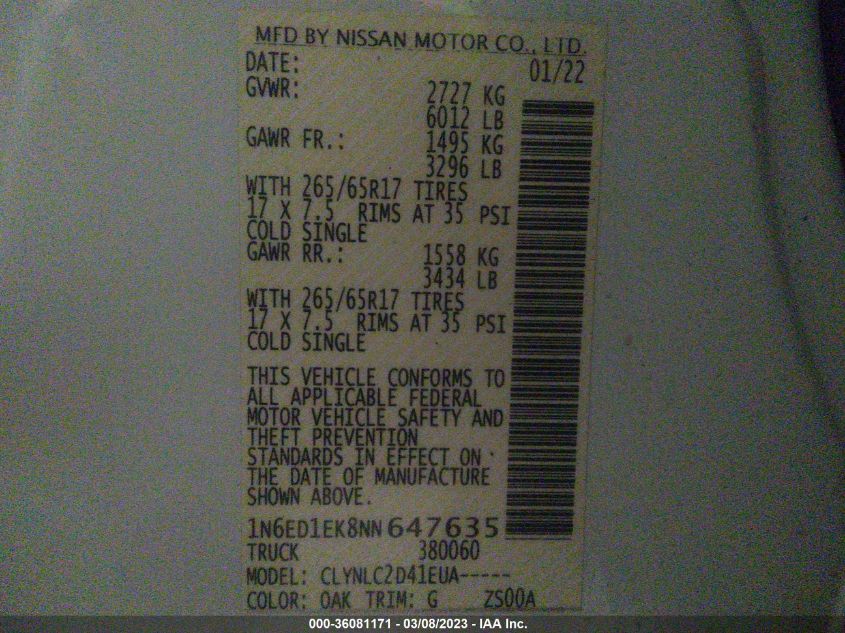 MFD BY NISSAN MOTOR CO., LTD.
DATE: 01/22
GVWR: 2727 KG
6012 LB
GAWR FR.: 1495 KG
3296 LB
WITH 265/65R17 TIRES
17 X 7.5 RIMS AT 35 PSI
COLD SINGLE
GAWR RR.: 1558 KG
3434 LB
WITH 265/65R17 TIRES
17 X 7.5 RIMS AT 35 PSI
COLD SINGLE
THIS VEHICLE CONFORMS TO
ALL APPLICABLE FEDERAL
MOTOR VEHICLE SAFETY AND
THEFT PREVENTION
STANDARDS IN EFFECT ON
THE DATE OF MANUFACTURE
SHOWN ABOVE.
1N6ED1EK8NN647635
TRUCK 380060
MODEL: CLYNLC2D41EUA-----
COLOR: OAK TRIM: G ZS00A
000-36081171 - 03/08/2023 - IAA Inc.